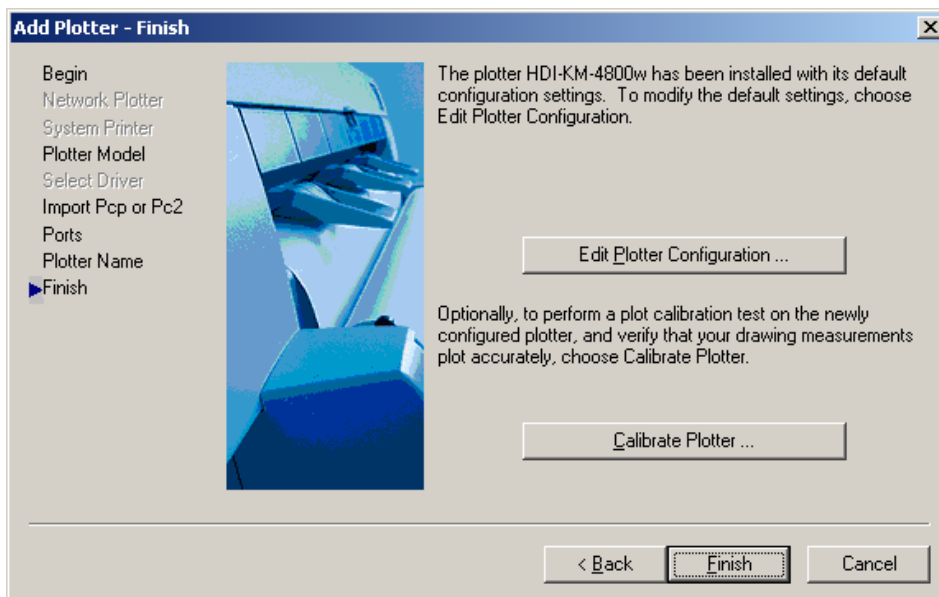 Add Plotter - Finish
Begin
Network Plotter
System Printer
Plotter Model
Select Driver
Import Pcp or Pc2
Ports
Plotter Name
Finish
The plotter HDI-KM-4800w has been installed with its default
configuration settings. To modify the default settings, choose
Edit Plotter Configuration.
Edit Plotter Configuration ...
Optionally, to perform a plot calibration test on the newly
configured plotter, and verify that your drawing measurements
plot accurately, choose Calibrate Plotter.
Calibrate Plotter ...
< Back
Finish
Cancel